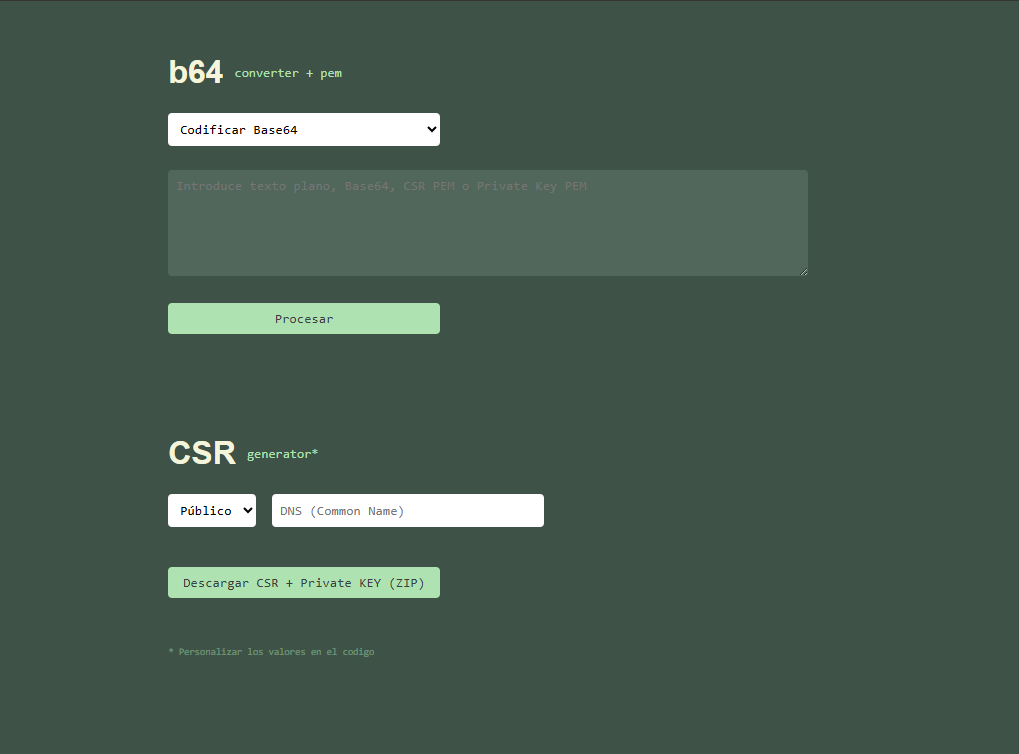 b64 converter + pem
Codificar Base64
Introduce texto plano, Base64, CSR PEM o Private Key PEM
Procesar
CSR generator*
Público DNS (Common Name)
Descargar CSR + Private KEY (ZIP)
* Personalizar los valores en el codigo